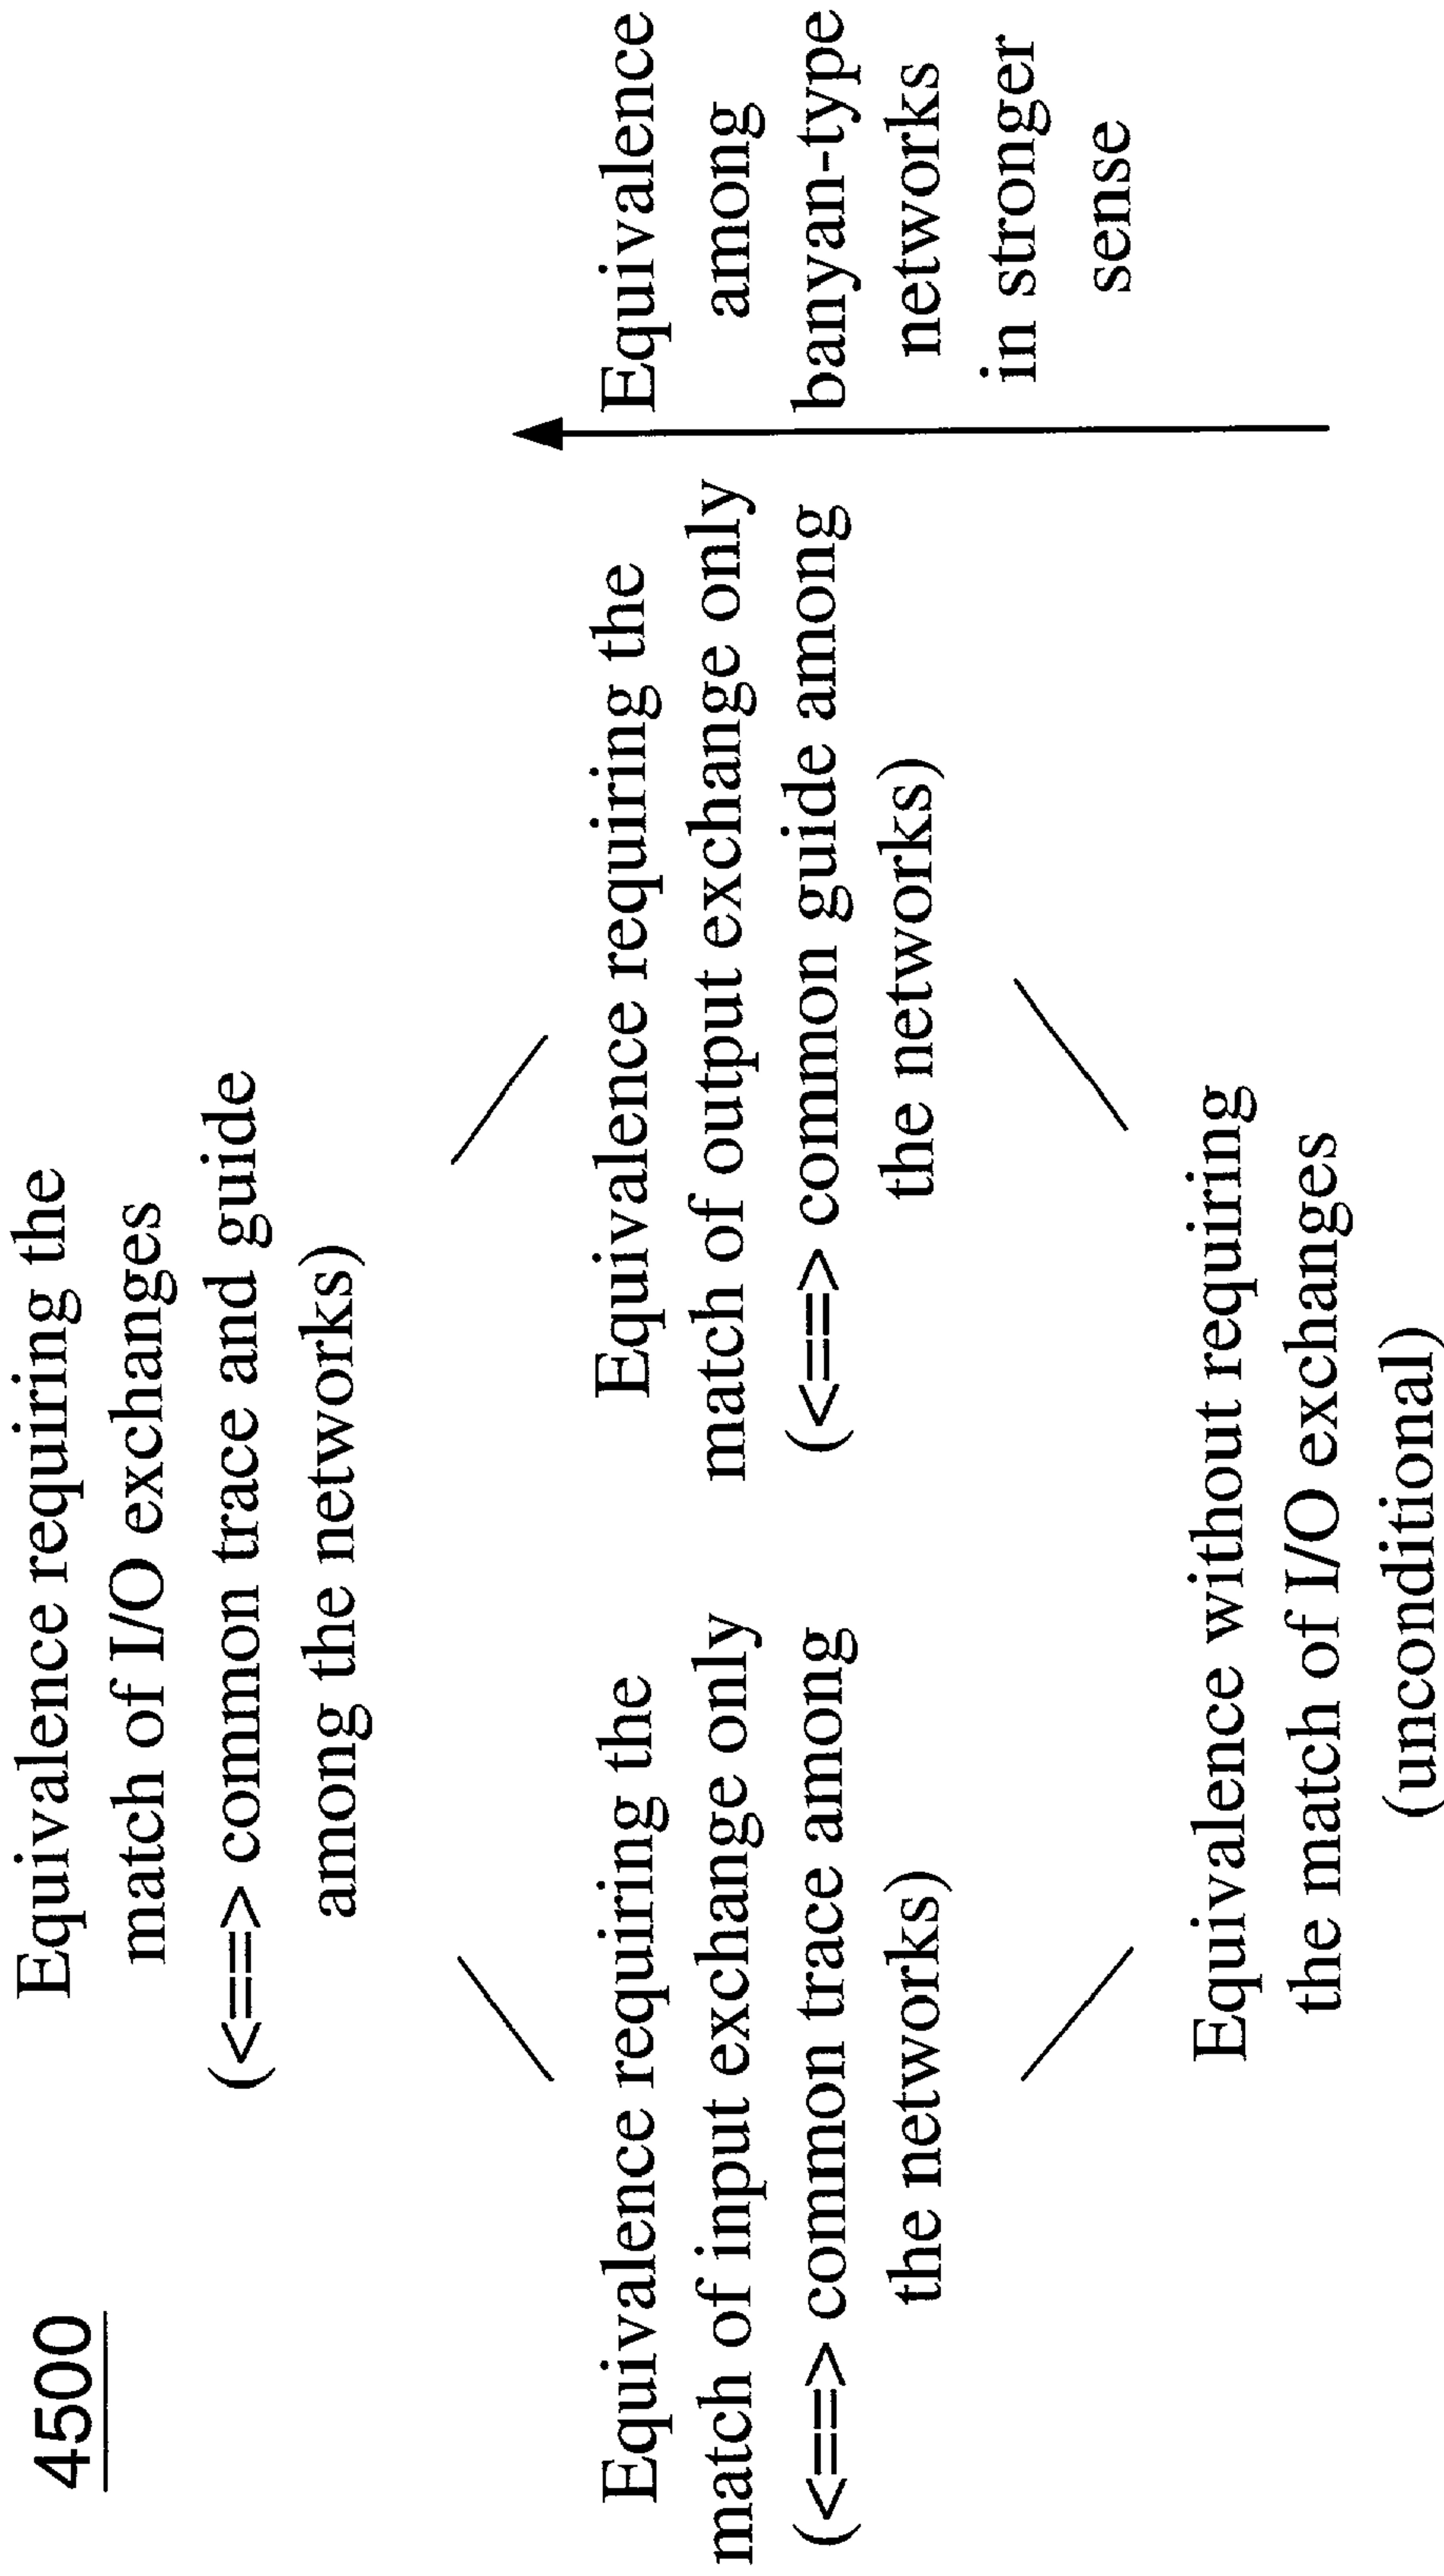 4500
Equivalence requiring the
match of I/O exchanges
(<==> common trace and guide
among the networks)
Equivalence requiring the
match of input exchange only
(<==> common trace among
the networks)
Equivalence requiring the
match of output exchange only
(<==> common guide among
the networks)
Equivalence
among
banyan-type
networks
in stronger
sense
Equivalence without requiring
the match of I/O exchanges
(unconditional)